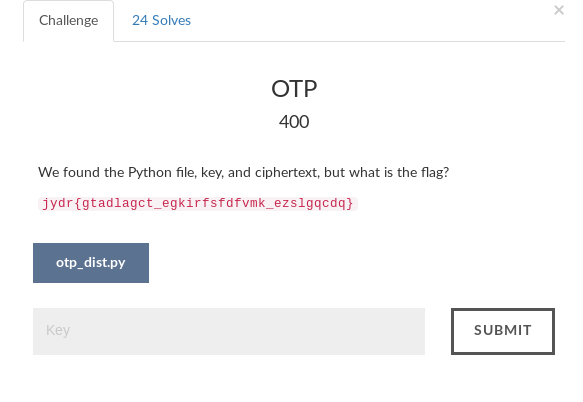 Challenge
24 Solves
×
OTP
400
We found the Python file, key, and ciphertext, but what is the flag?
jydr{gtadlagct_egkirfsfdfvmk_ezslgqcdq}
otp_dist.py
Key
SUBMIT